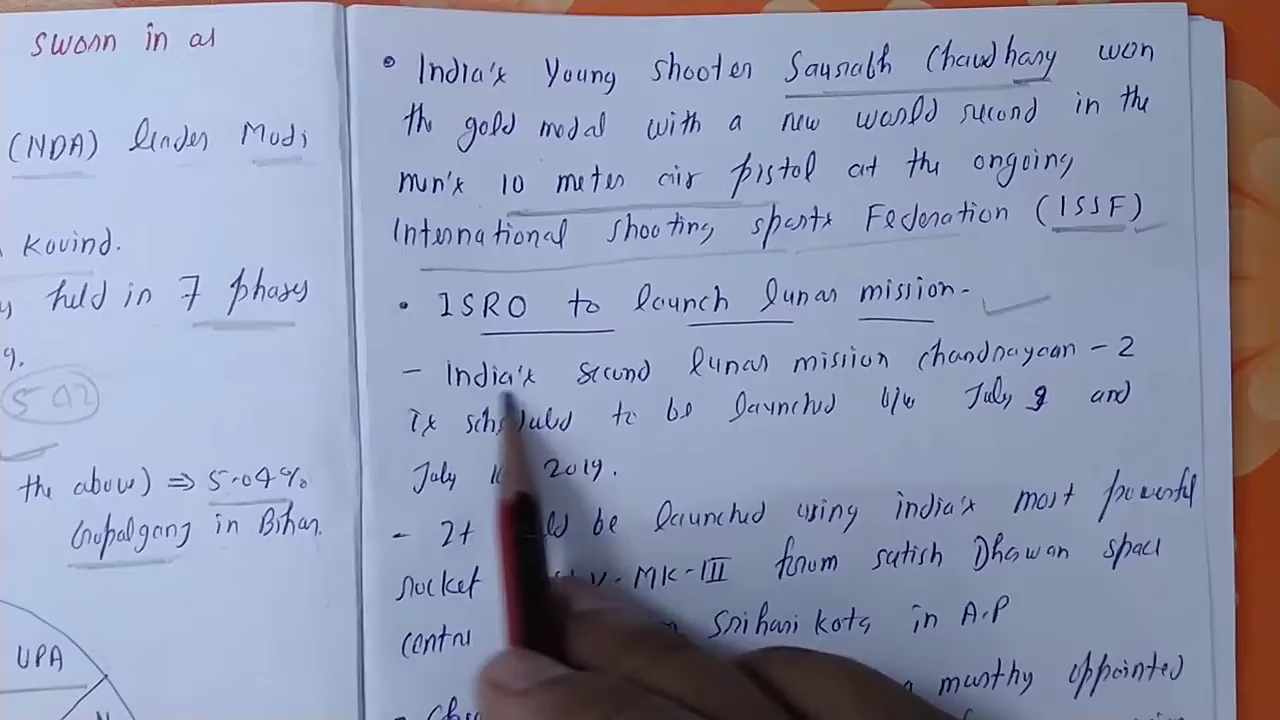 sworn in as
(NDA) leader Modi
Kovind.
held in 7 phases
9.
502
the above) ⇒ 5.04%
Gopalganj in Bihar.
UPA
• India's Young shooter Saurabh Chaudhary won
the gold medal with a new world record in the
men's 10 meter air pistol at the ongoing
International Shooting sports Federation (ISSF)
• ISRO to launch lunar mission-
- India's second lunar mission chandrayaan - 2
is scheduled to be launched b/w July 9 and
July 2019.
- It be launched using india's most powerful
rocket MK-III from satish Dhawan space
centre Srihari kota in A.P
appointed